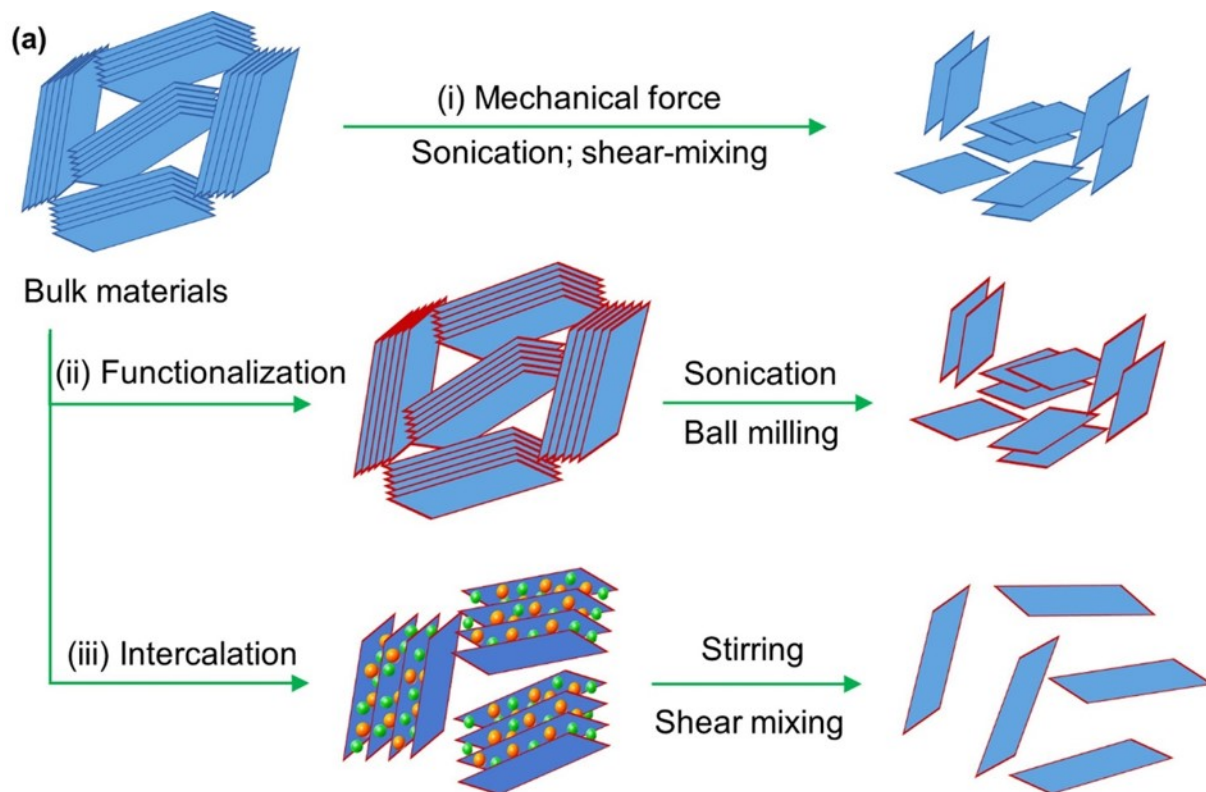 (a)
(i) Mechanical force
Sonication; shear-mixing
Bulk materials
(ii) Functionalization
Sonication
Ball milling
(iii) Intercalation
Stirring
Shear mixing